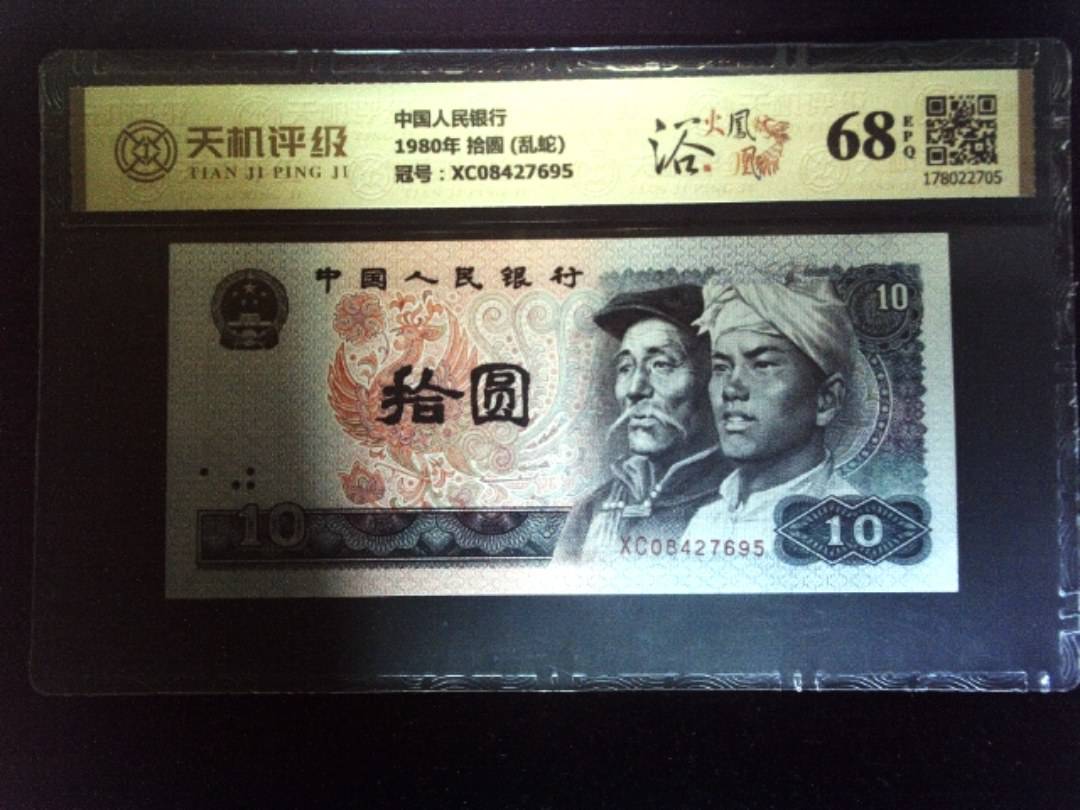 天机评级
TIAN JI PING JI
中国人民银行
1980年 拾圆 (乱蛇)
冠号：XC08427695
浴火凤凰
68
EPQ
178022705
中国人民银行
10
拾圆
10
XC08427695
10